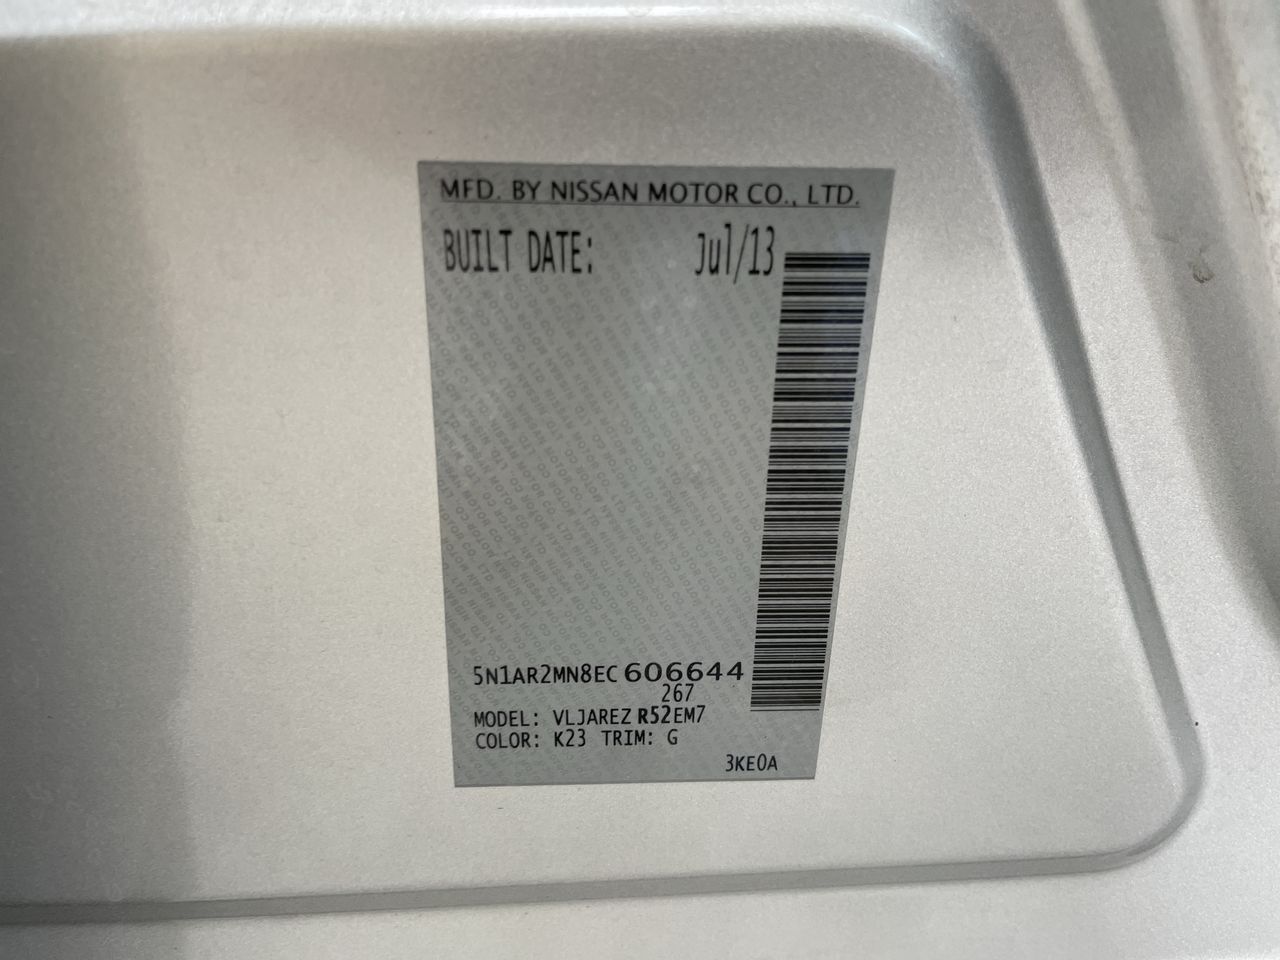 MFD. BY NISSAN MOTOR CO., LTD.
BUILT DATE: Jul/13
5N1AR2MN8EC606644
267
MODEL: VLJAREZ R52EM7
COLOR: K23 TRIM: G
3KE0A